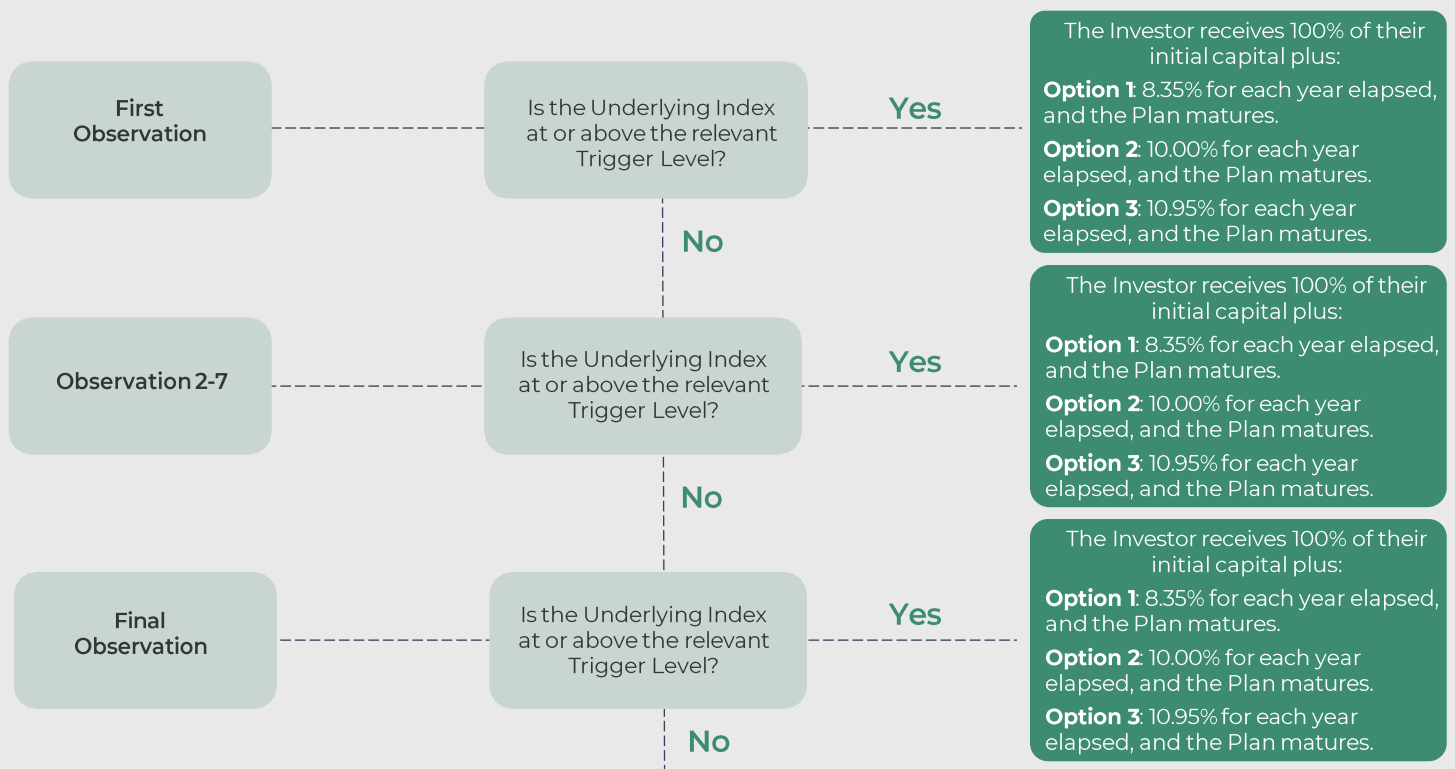 First
Observation
Is the Underlying Index
at or above the relevant
Trigger Level?
Yes
The Investor receives 100% of their
initial capital plus:
Option 1: 8.35% for each year elapsed,
and the Plan matures.
Option 2: 10.00% for each year
elapsed, and the Plan matures.
Option 3: 10.95% for each year
elapsed, and the Plan matures.
No
Observation 2-7
Is the Underlying Index
at or above the relevant
Trigger Level?
Yes
The Investor receives 100% of their
initial capital plus:
Option 1: 8.35% for each year elapsed,
and the Plan matures.
Option 2: 10.00% for each year
elapsed, and the Plan matures.
Option 3: 10.95% for each year
elapsed, and the Plan matures.
No
Final
Observation
Is the Underlying Index
at or above the relevant
Trigger Level?
Yes
The Investor receives 100% of their
initial capital plus:
Option 1: 8.35% for each year elapsed,
and the Plan matures.
Option 2: 10.00% for each year
elapsed, and the Plan matures.
Option 3: 10.95% for each year
elapsed, and the Plan matures.
No